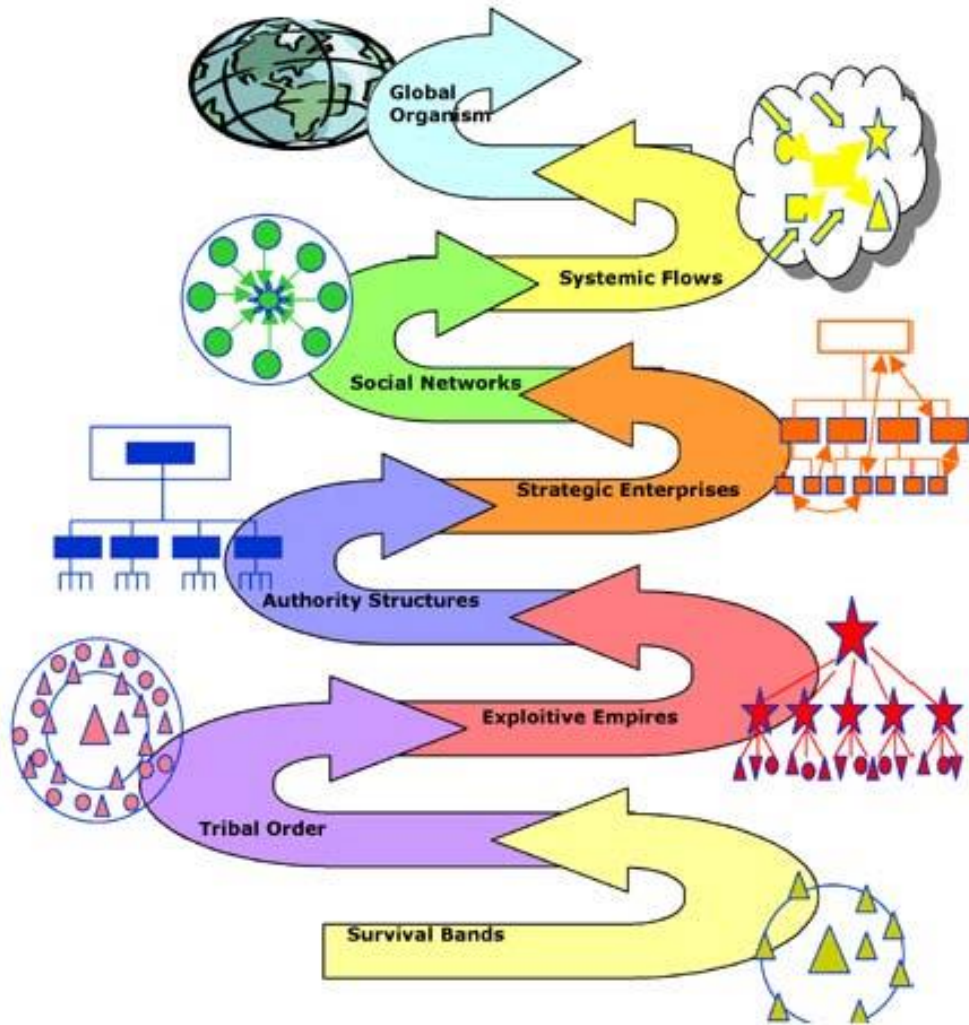 Global
Organism
Systemic Flows
Social Networks
Strategic Enterprises
Authority Structures
Exploitive Empires
Tribal Order
Survival Bands